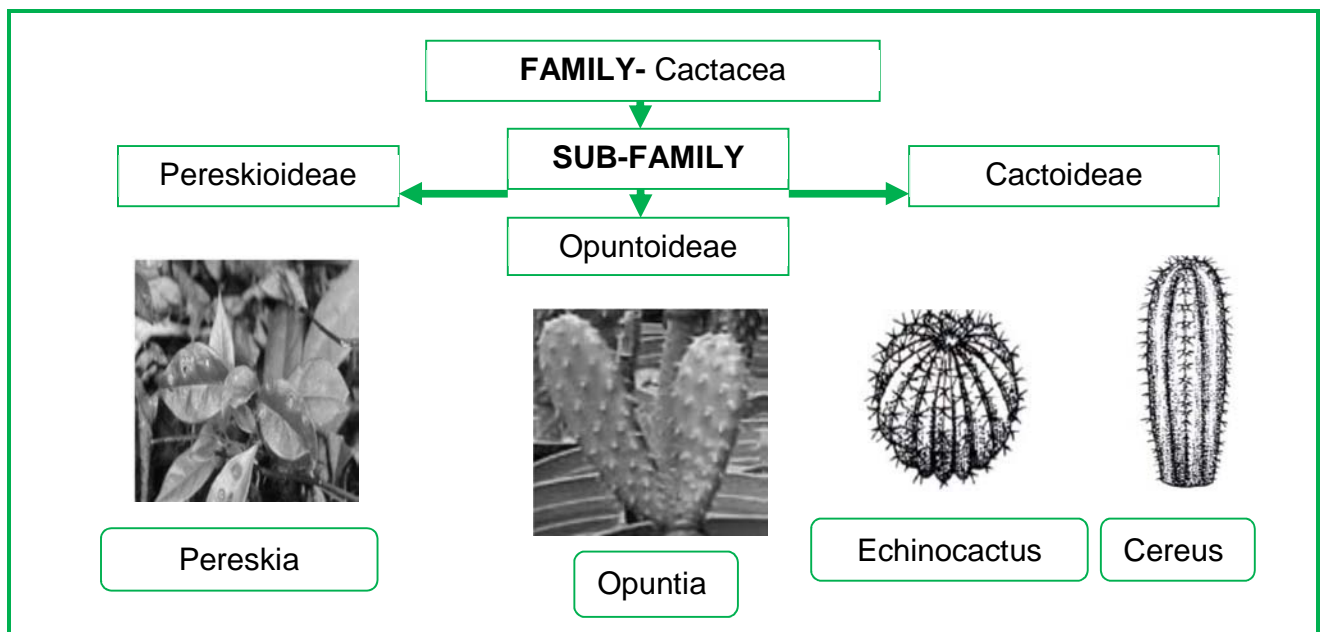 FAMILY- Cactacea
SUB-FAMILY
Pereskioideae
Cactoideae
Opuntoideae
Pereskia
Opuntia
Echinocactus
Cereus